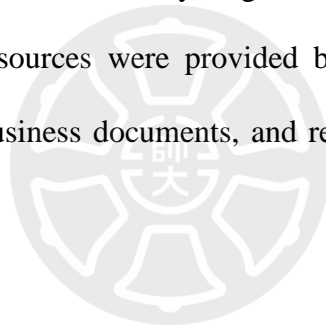 sources were provided b
usiness documents, and re
師大